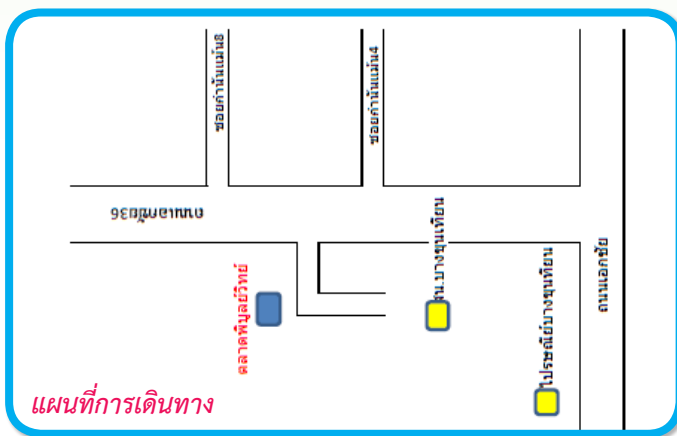 ซอยกำนันแม้น8
ซอยกำนันแม้น4
ถนนเอกชัย36
ตลาดพิบูลย์วิทย์
สน.บางขุนเทียน
ไปรษณีย์บางขุนเทียน
ถนนเอกชัย
แผนที่การเดินทาง